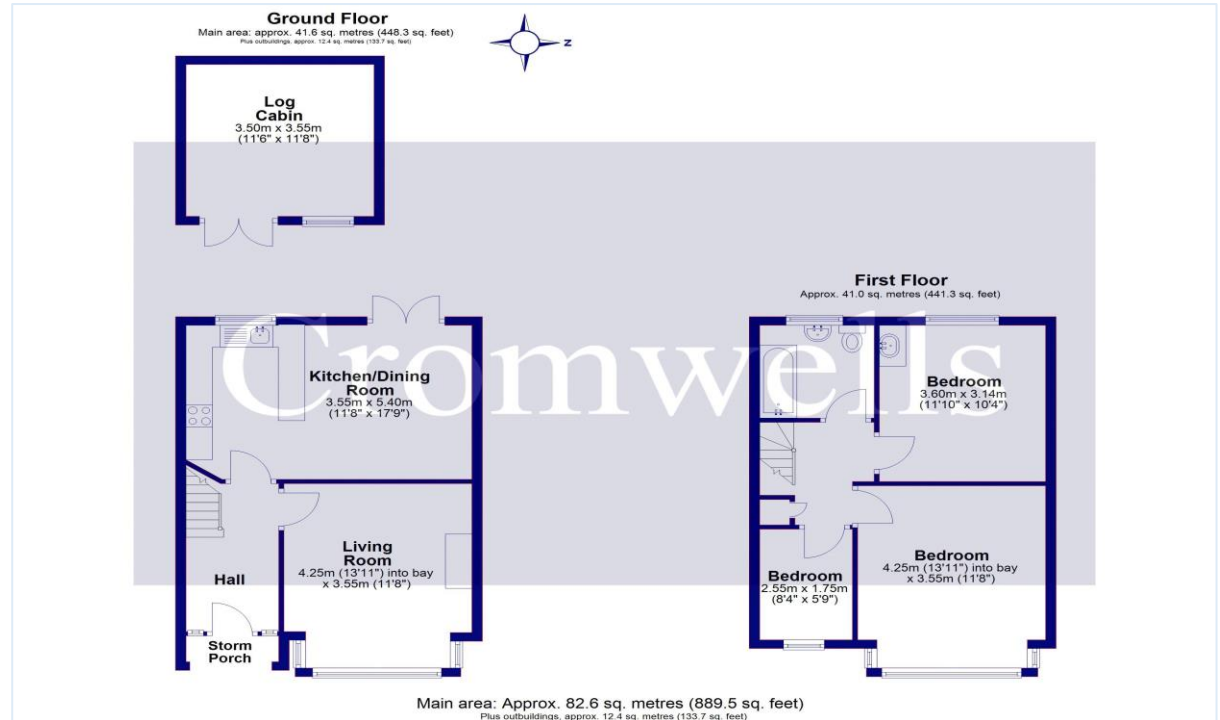 Ground Floor
Main area: approx. 41.6 sq. metres (448.3 sq. feet)
Plus outbuildings, approx. 12.4 sq. metres (133.7 sq. feet)
Z
Log
Cabin
3.50m x 3.55m
(11'6" x 11'8")
Kitchen/Dining
Room
3.55m x 5.40m
(11'8" x 17'9")
Living
Room
4.25m (13'11") into bay
x 3.55m (11'8")
Hall
Storm
Porch
First Floor
Approx. 41.0 sq. metres (441.3 sq. feet)
Bedroom
3.60m x 3.14m
(11'10" x 10'4")
Bedroom
4.25m (13'11") into bay
x 3.55m (11'8")
Bedroom
2.55m x 1.75m
(8'4" x 5'9")
Cromwells
Main area: Approx. 82.6 sq. metres (889.5 sq. feet)
Plus outbuildings, approx. 12.4 sq. metres (133.7 sq. feet)